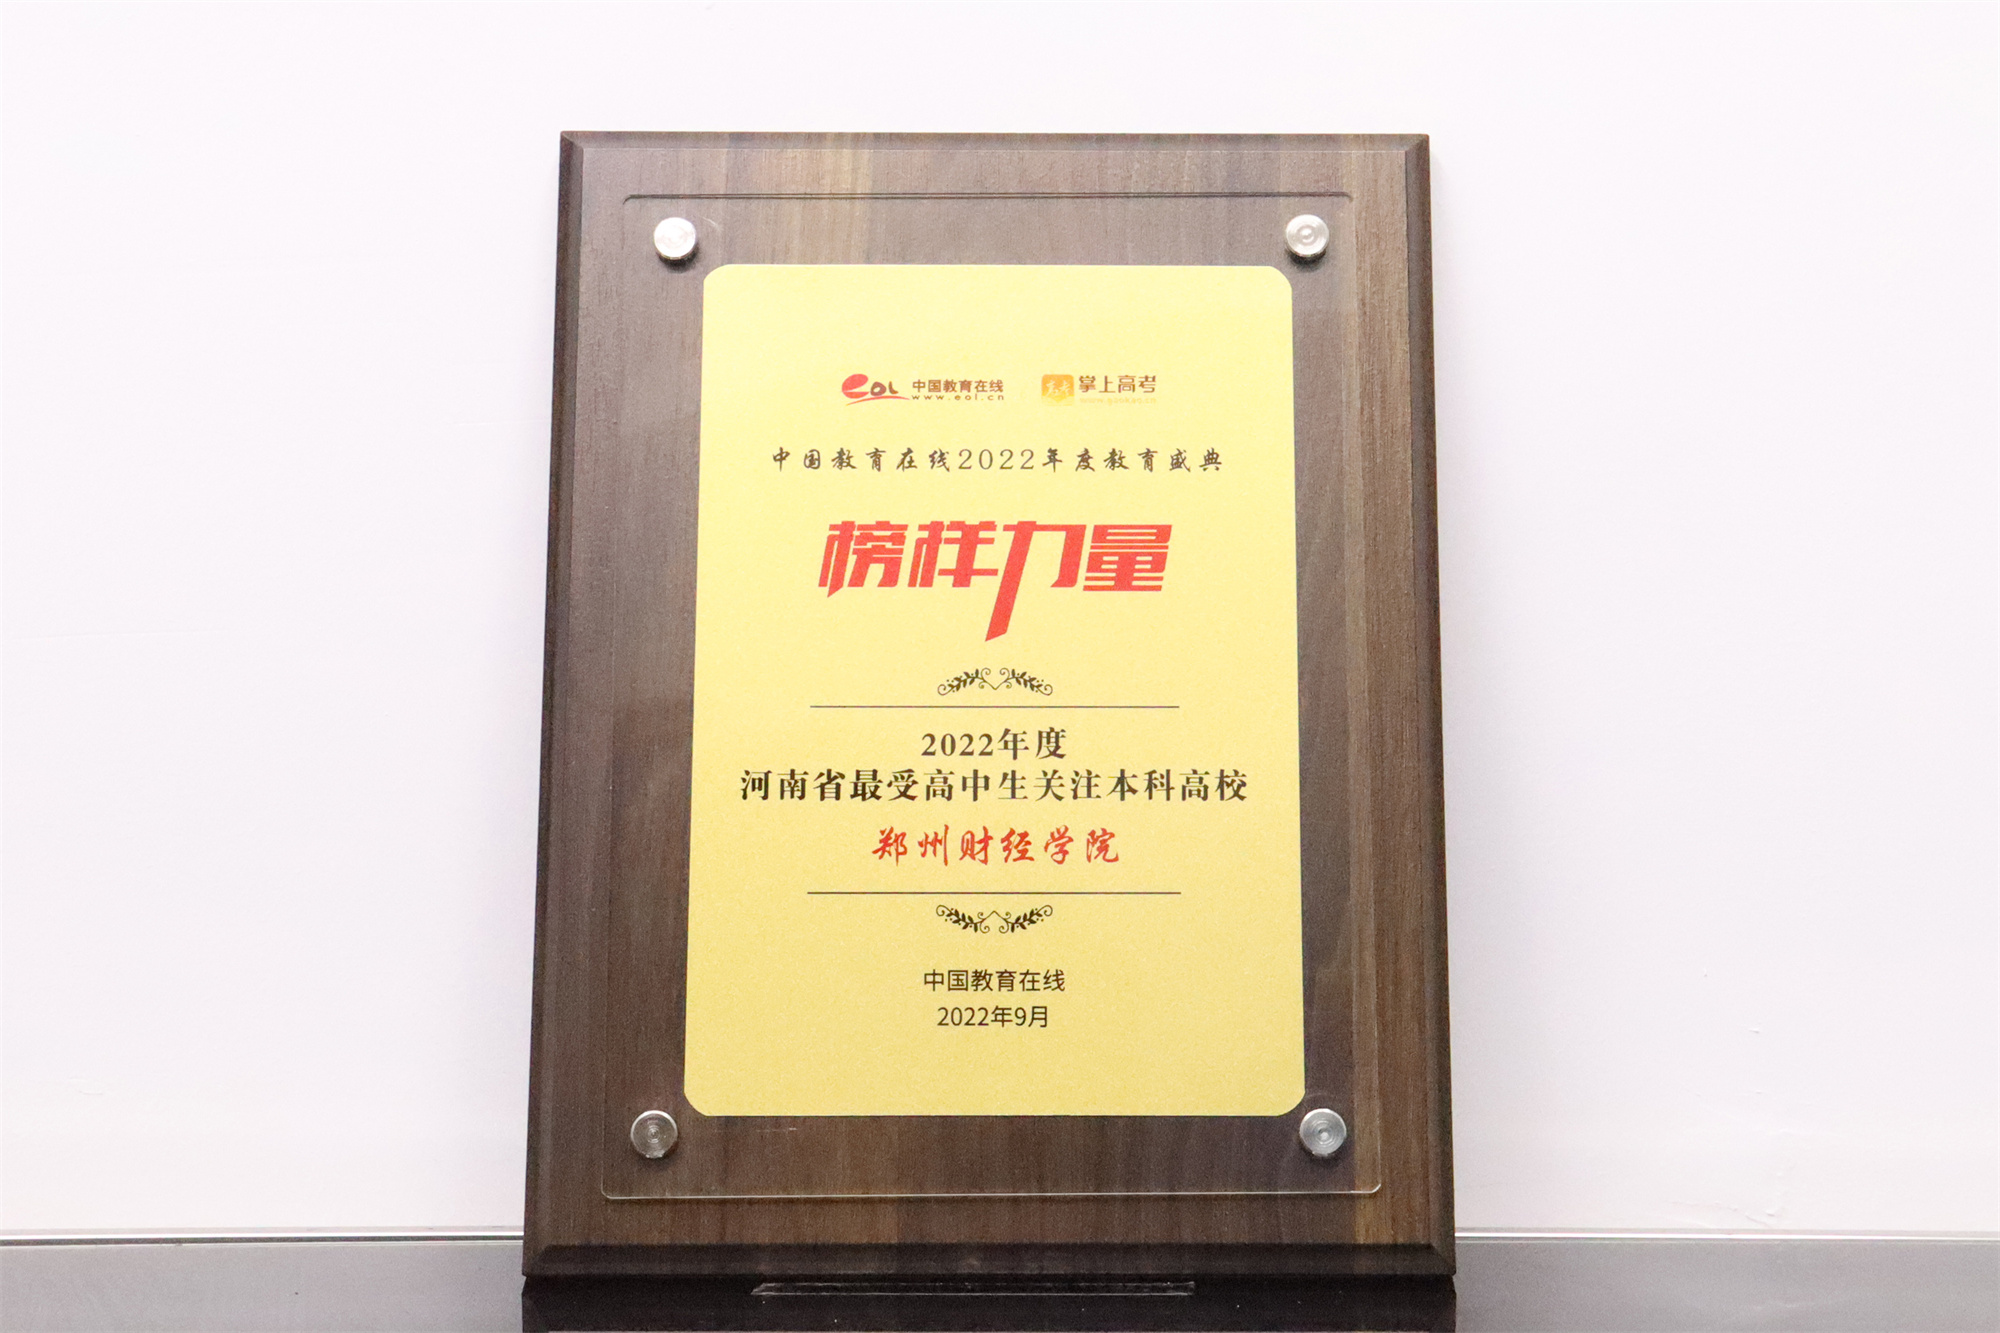 eol 中国教育在线 掌上高考
www.eol.cn
中国教育在线2022年度教育盛典
榜样力量
2022年度
河南省最受高中生关注本科高校
郑州财经学院
中国教育在线
2022年9月